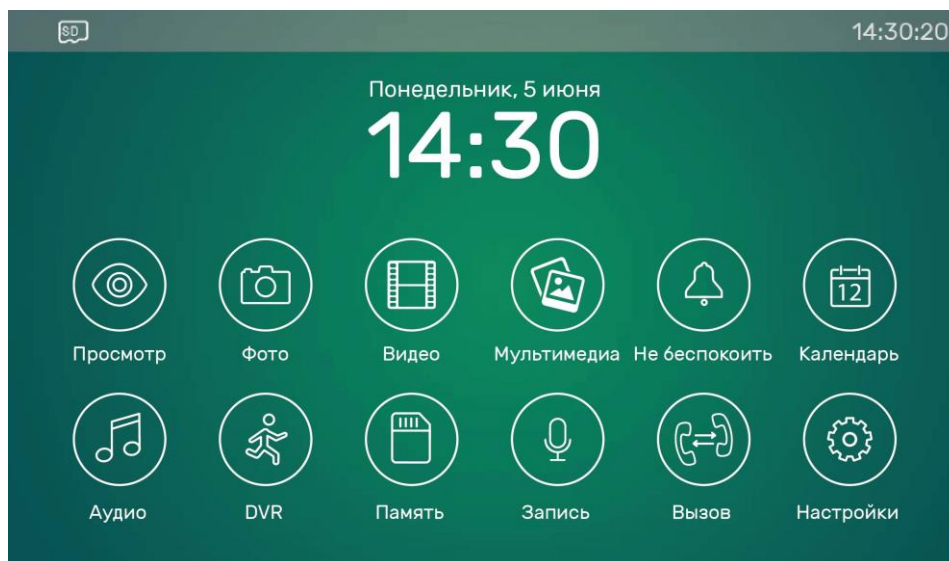 SD
14:30:20
Понедельник, 5 июня
14:30
12
Просмотр Фото Видео Мультимедиа Не беспокоить Календарь
Аудио DVR Память Запись Вызов Настройки